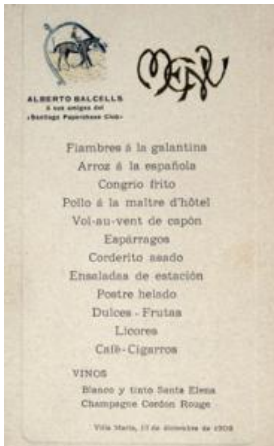 MENU
ALBERTO BALCELLS
á sus amigos del
«Santiago Paperchase Club»
Fiambres á la galantina
Arroz á la española
Congrio frito
Pollo á la maître d'hôtel
Vol-au-vent de capón
Espárragos
Corderito asado
Ensaladas de estación
Postre helado
Dulces - Frutas
Licores
Café - Cigarros
VINOS
Blanco y tinto Santa Elena
Champagne Cordon Rouge
Villa María, de diciembre de